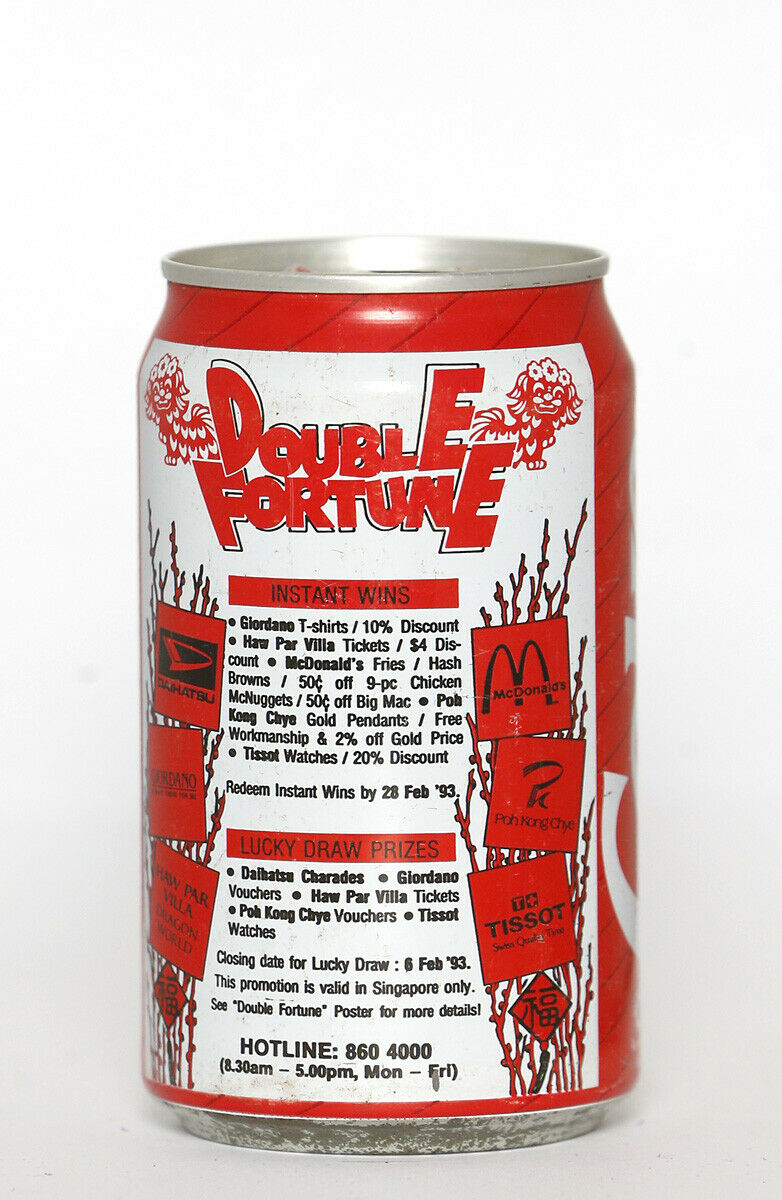 DOUBLE
FORTUNE
INSTANT WINS
• Giordano T-shirts / 10% Discount
• Haw Par Villa Tickets / $4 Dis-
count • McDonald's Fries / Hash
Browns / 50¢ off 9-pc Chicken
McNuggets / 50¢ off Big Mac • Poh
Kong Chye Gold Pendants / Free
Workmanship & 2% off Gold Price
• Tissot Watches / 20% Discount
Redeem Instant Wins by 28 Feb '93.
LUCKY DRAW PRIZES
• Daihatsu Charades • Giordano
Vouchers • Haw Par Villa Tickets
• Poh Kong Chye Vouchers • Tissot
Watches
Closing date for Lucky Draw : 6 Feb '93.
This promotion is valid in Singapore only.
See "Double Fortune" Poster for more details!
HOTLINE: 860 4000
(8.30am – 5.00pm, Mon – Fri)
DAIHATSU
GIORDANO
HAW PAR
VILLA
DRAGON
WORLD
福
McDonald's
Poh Kong Chye
TISSOT
Swiss Quality Time
福